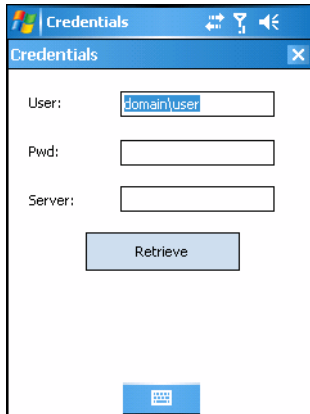 Credentials
Credentials
User: domain\user
Pwd:
Server:
Retrieve